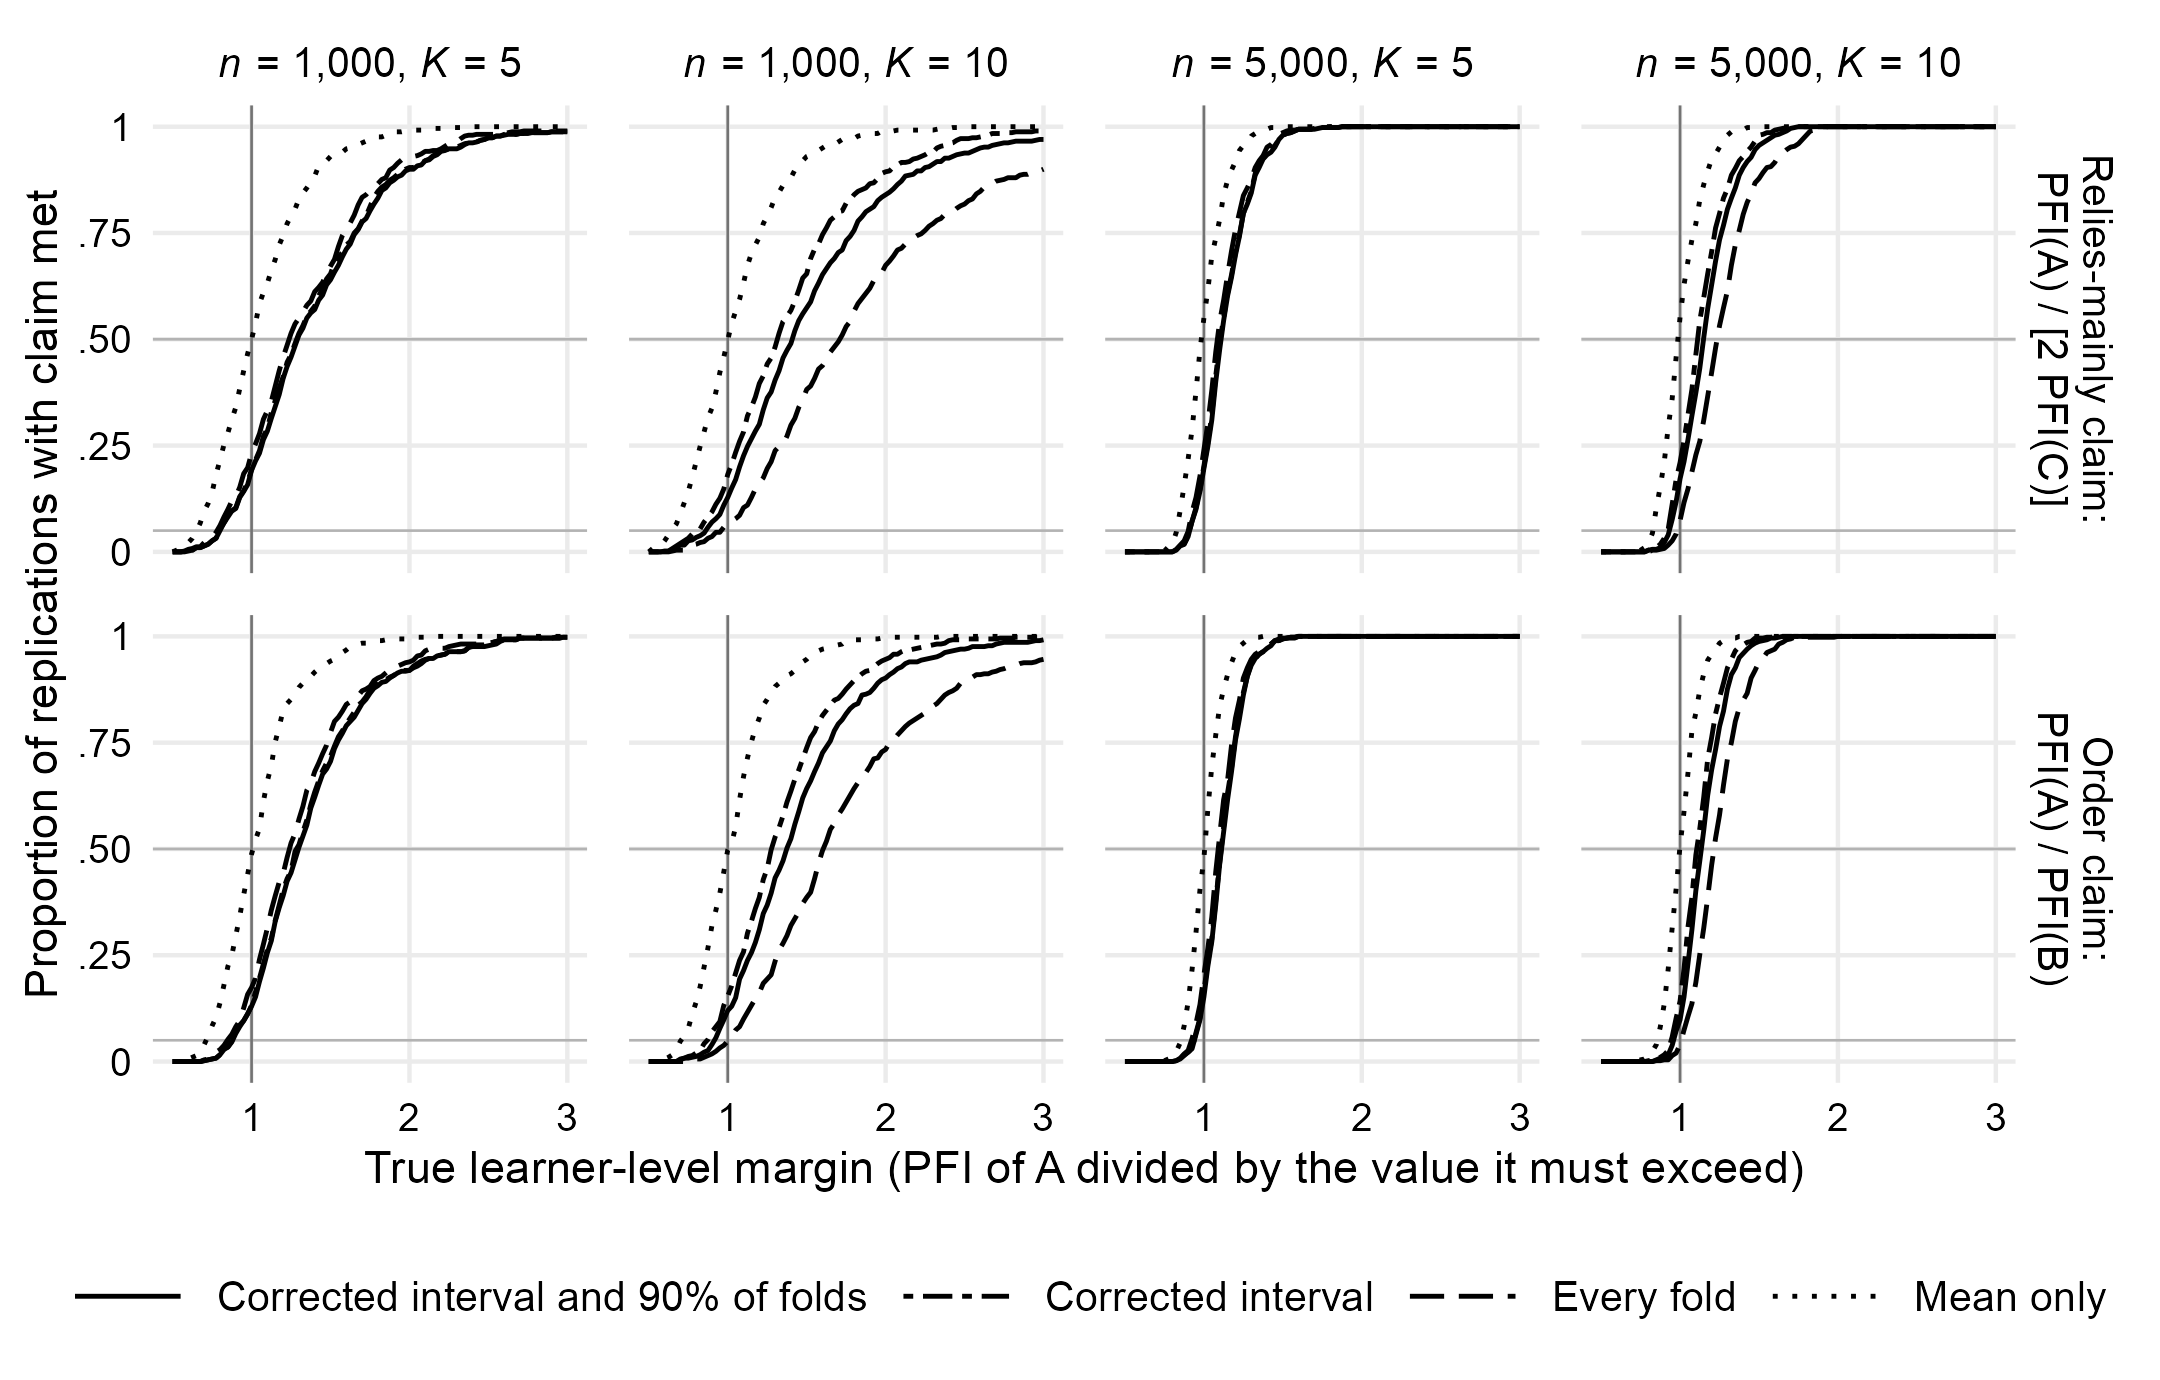 n = 1,000, K = 5
n = 1,000, K = 10
n = 5,000, K = 5
n = 5,000, K = 10
Proportion of replications with claim met
1
.75
.50
.25
0
Relies-mainly claim:
PFI(A) / [2 PFI(C)]
1
.75
.50
.25
0
Order claim:
PFI(A) / PFI(B)
1 2 3
1 2 3
1 2 3
1 2 3
True learner-level margin (PFI of A divided by the value it must exceed)
Corrected interval and 90% of folds
Corrected interval
Every fold
Mean only